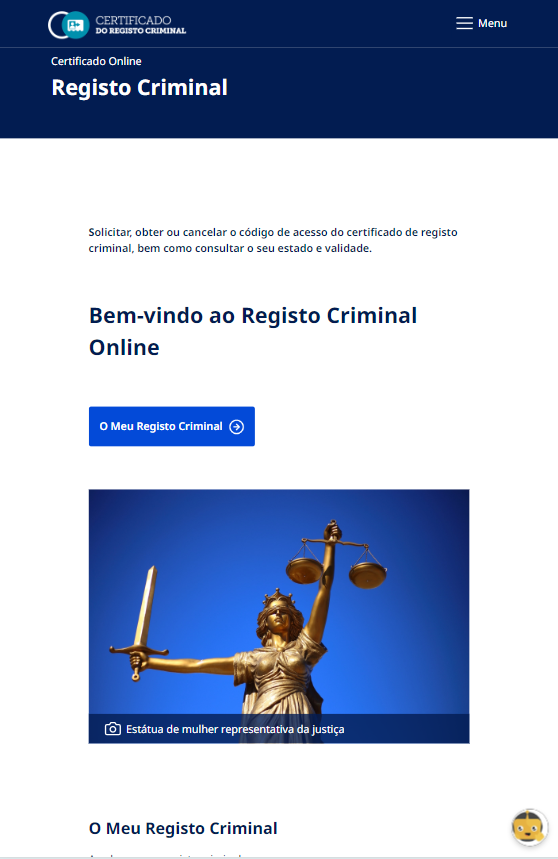 CERTIFICADO
DO REGISTO CRIMINAL
Menu
Certificado Online
Registo Criminal
Solicitar, obter ou cancelar o código de acesso do certificado de registo
criminal, bem como consultar o seu estado e validade.
Bem-vindo ao Registo Criminal
Online
O Meu Registo Criminal
Estátua de mulher representativa da justiça
O Meu Registo Criminal